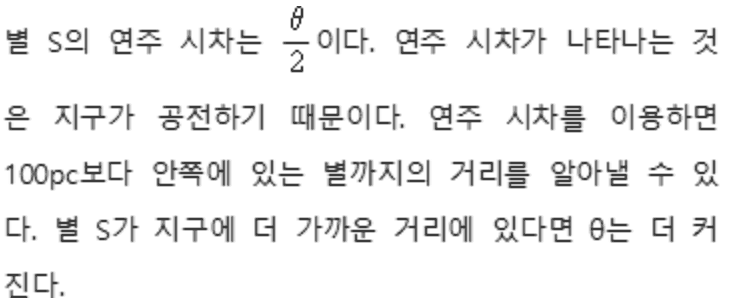 별 S의 연주 시차는 θ/2이다. 연주 시차가 나타나는 것
은 지구가 공전하기 때문이다. 연주 시차를 이용하면
100pc보다 안쪽에 있는 별까지의 거리를 알아낼 수 있
다. 별 S가 지구에 더 가까운 거리에 있다면 θ는 더 커
진다.